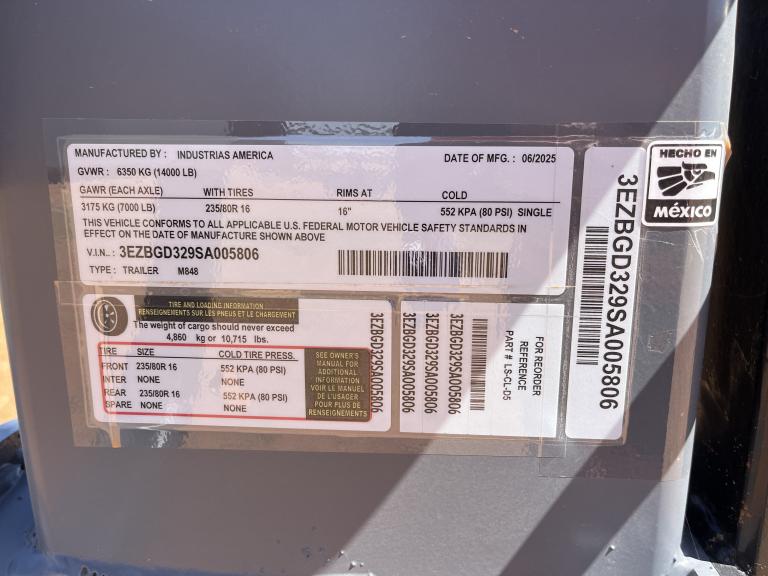 MANUFACTURED BY : INDUSTRIAS AMERICA DATE OF MFG. : 06/2025
GVWR : 6350 KG (14000 LB)
GAWR (EACH AXLE) WITH TIRES RIMS AT COLD
3175 KG (7000 LB) 235/80R 16 16" 552 KPA (80 PSI) SINGLE
THIS VEHICLE CONFORMS TO ALL APPLICABLE U.S. FEDERAL MOTOR VEHICLE SAFETY STANDARDS IN
EFFECT ON THE DATE OF MANUFACTURE SHOWN ABOVE
V.I.N.. : 3EZBGD329SA005806
TYPE : TRAILER M848
TIRE AND LOADING INFORMATION
RENSEIGNEMENTS SUR LES PNEUS ET LE CHARGEMENT
The weight of cargo should never exceed
4,860 kg or 10,715 lbs.
TIRE SIZE COLD TIRE PRESS.
FRONT 235/80R 16 552 KPA (80 PSI)
INTER NONE NONE
REAR 235/80R 16 552 KPA (80 PSI)
SPARE NONE NONE
SEE OWNER'S
MANUAL FOR
ADDITIONAL
INFORMATION
VOIR LE MANUEL
DE L'USAGER
POUR PLUS DE
RENSEIGNEMENTS
3EZBGD329SA005806
3EZBGD329SA005806
3EZBGD329SA005806
3EZBGD329SA005806
FOR REORDER
REFERENCE
PART # LS-CL-D5
3EZBGD329SA005806
HECHO EN
MÉXICO